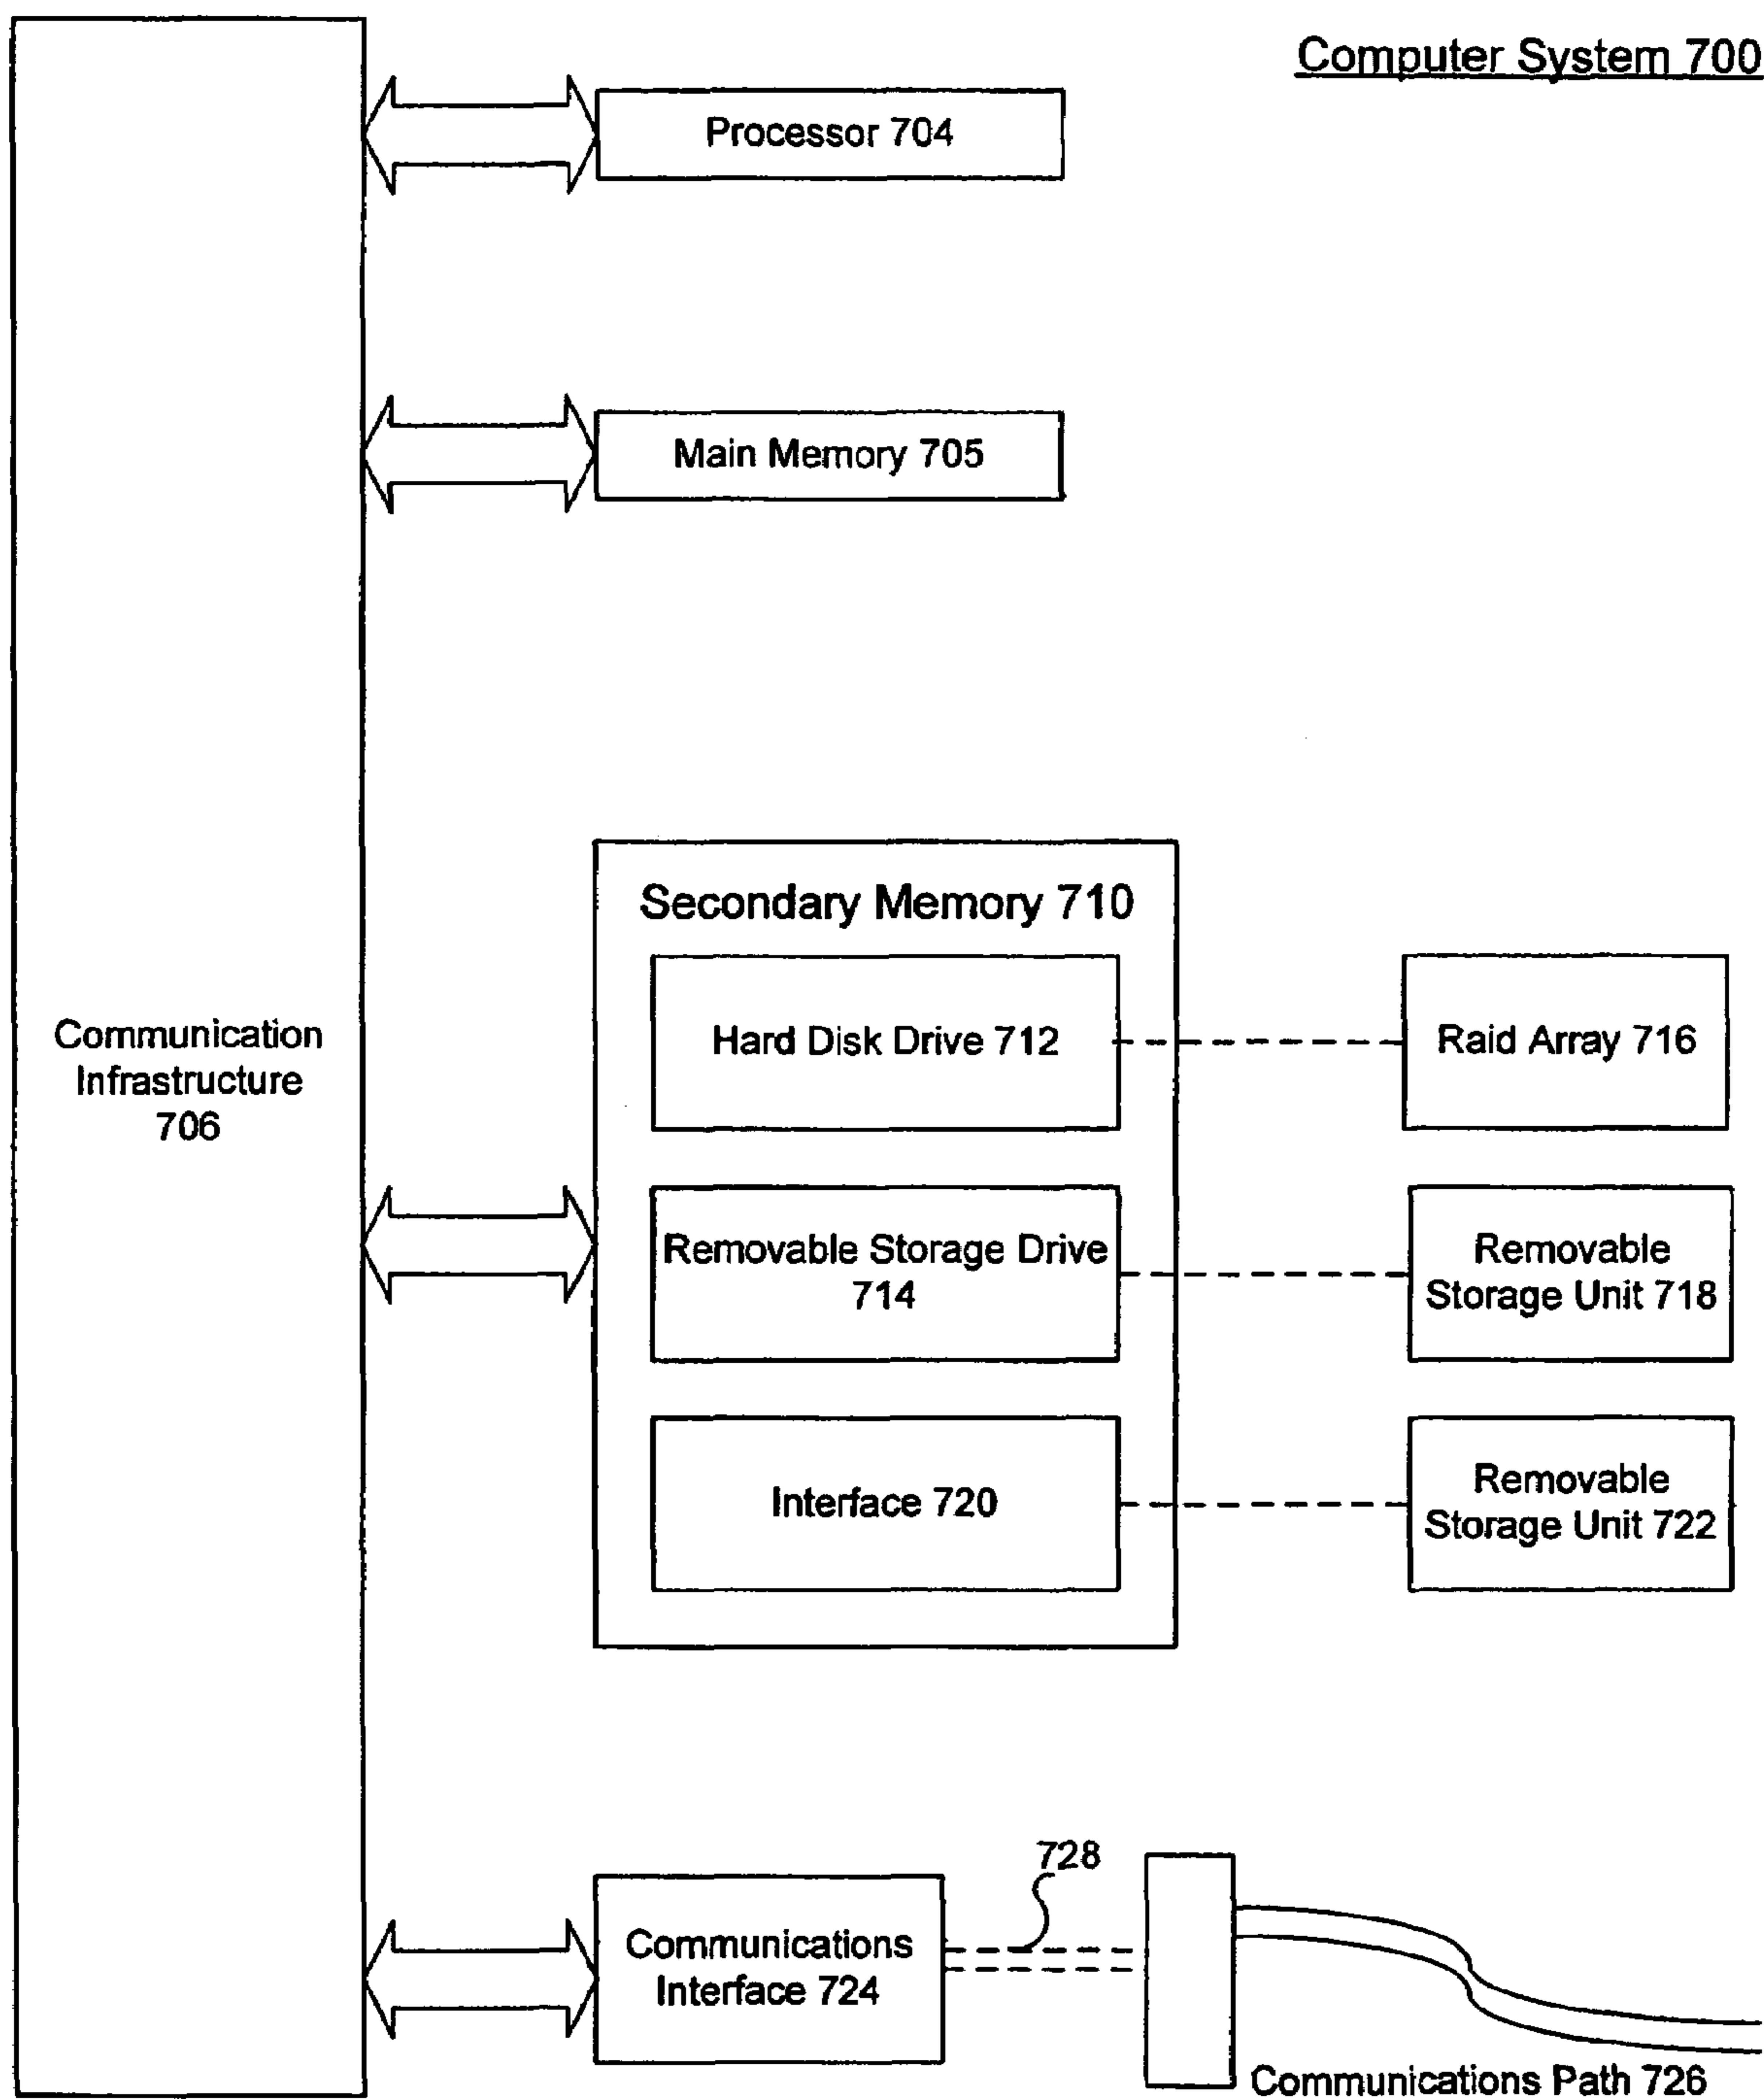 Computer System 700
Processor 704
Main Memory 705
Communication
Infrastructure
706
Secondary Memory 710
Hard Disk Drive 712
Raid Array 716
Removable Storage Drive
714
Removable
Storage Unit 718
Interface 720
Removable
Storage Unit 722
728
Communications
Interface 724
Communications Path 726